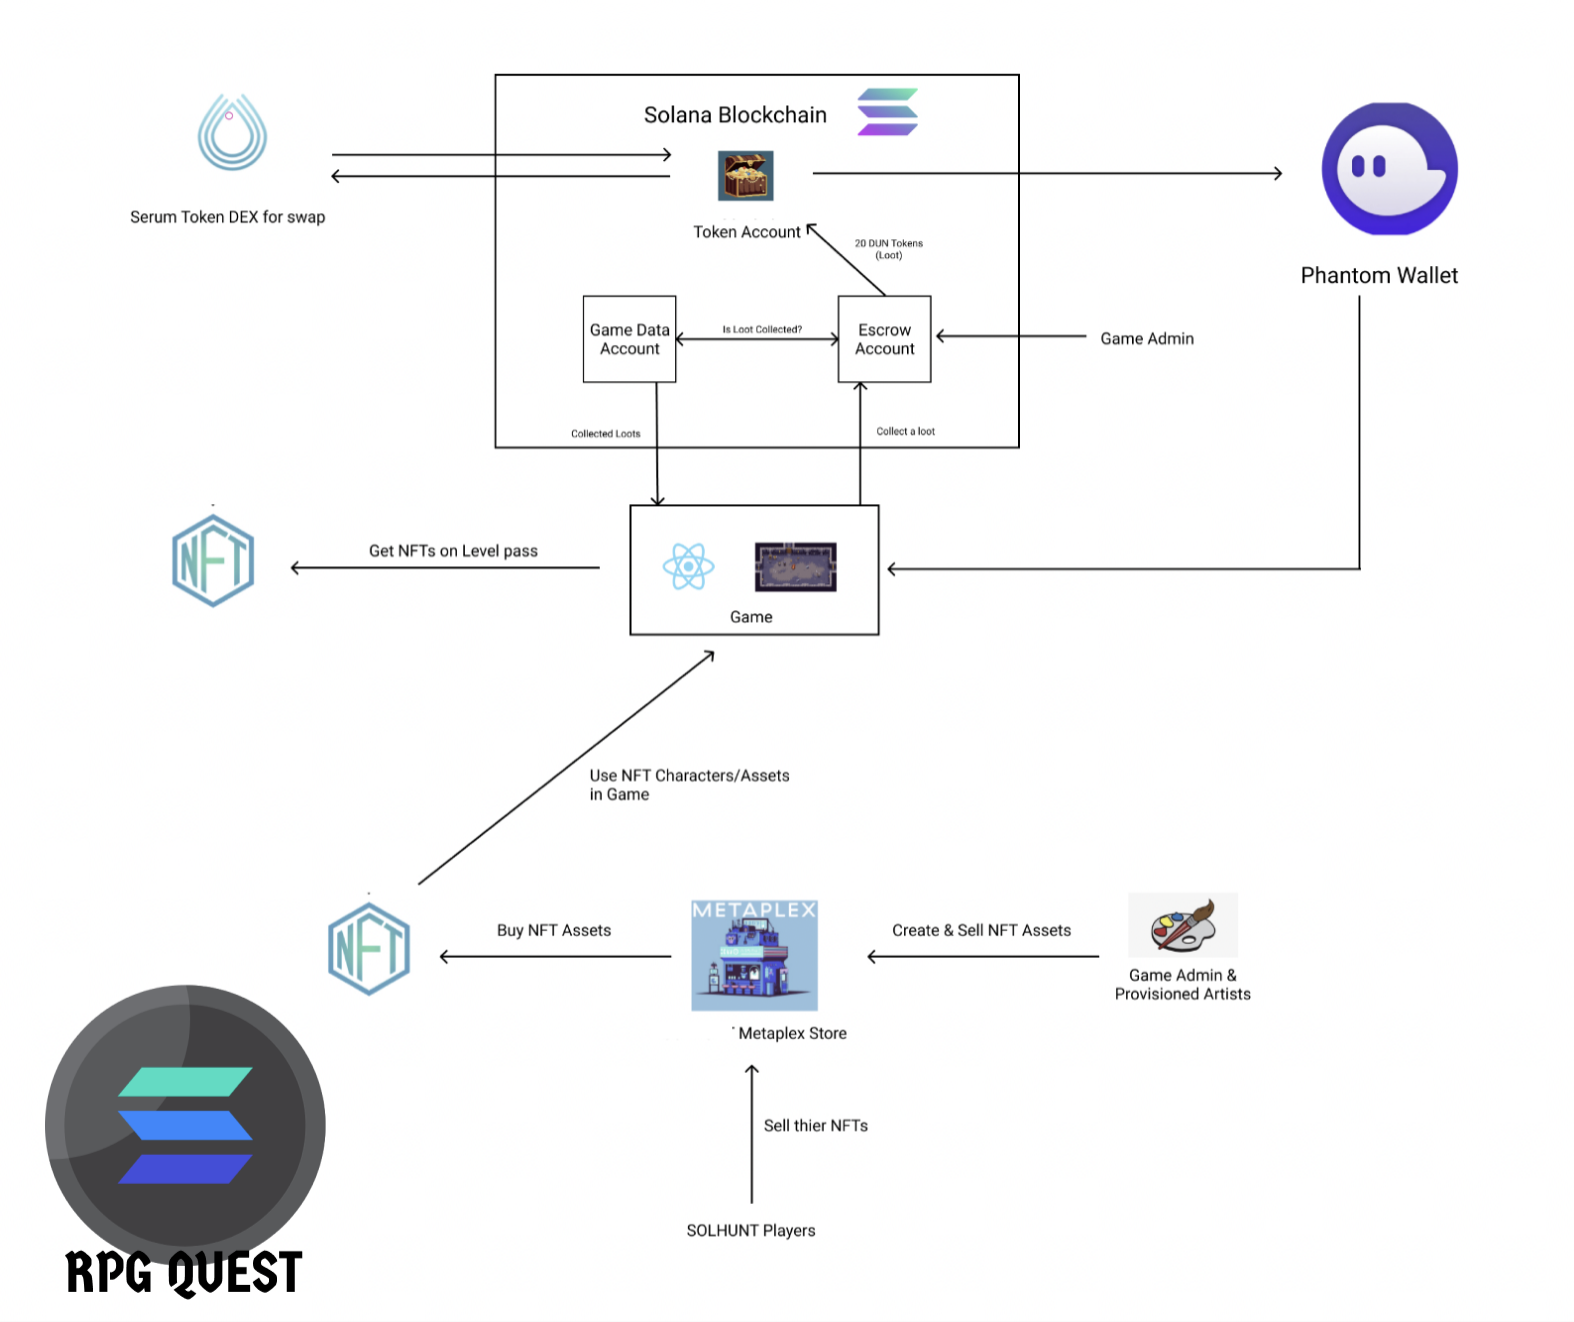 Solana Blockchain
Serum Token DEX for swap
Token Account
20 DUN Tokens
(Loot)
Phantom Wallet
Game Data
Account
Is Loot Collected?
Escrow
Account
Game Admin
Collected Loots
Collect a loot
NFT
Get NFTs on Level pass
Game
Use NFT Characters/Assets
in Game
NFT
Buy NFT Assets
METAPLEX
Create & Sell NFT Assets
Game Admin &
Provisioned Artists
Metaplex Store
Sell thier NFTs
SOLHUNT Players
RPG QUEST